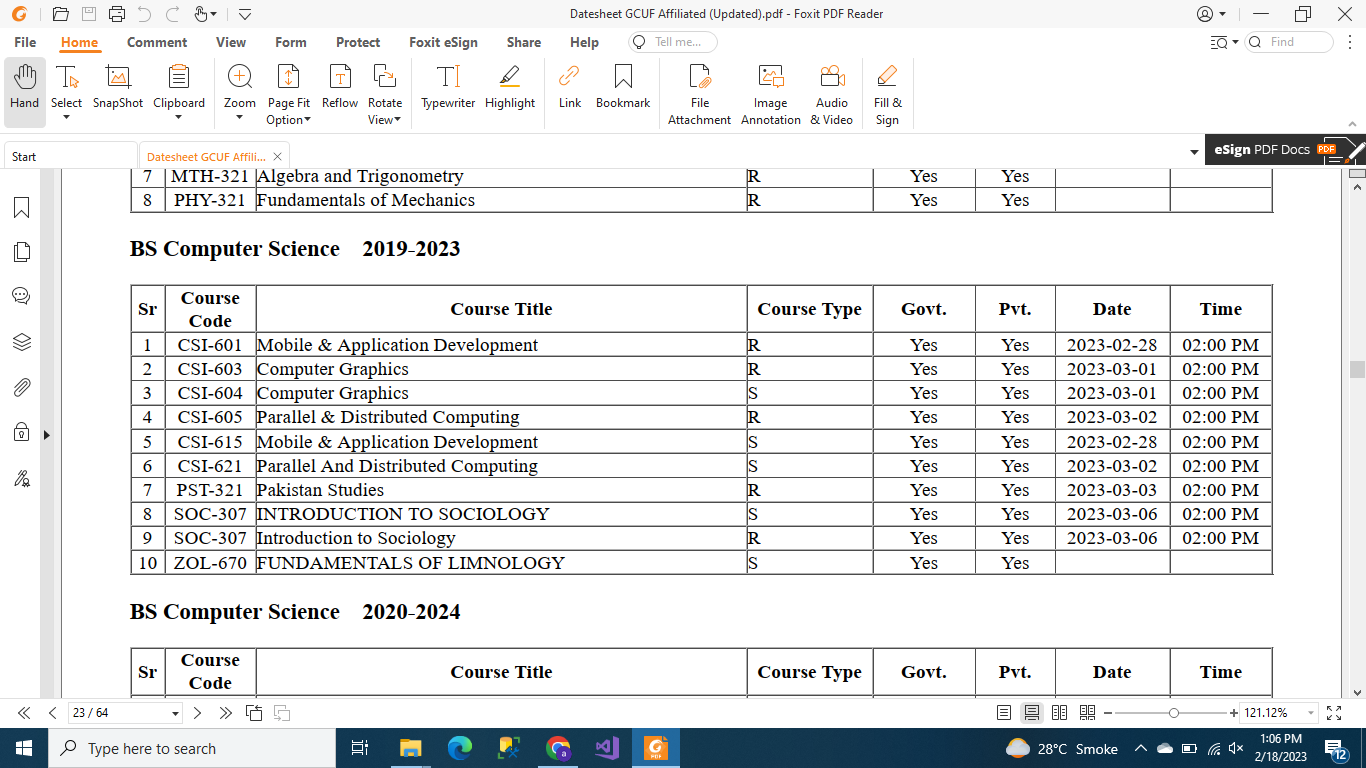 Datesheet GCUF Affiliated (Updated).pdf - Foxit PDF Reader
File Home Comment View Form Protect Foxit eSign Share Help Tell me... Find
Hand Select SnapShot Clipboard Zoom Page Fit Option Reflow Rotate View Typewriter Highlight Link Bookmark File Attachment Image Annotation Audio & Video Fill & Sign
Start Datesheet GCUF Affili... eSign PDF Docs PDF
7 MTH-321 Algebra and Trigonometry R Yes Yes
8 PHY-321 Fundamentals of Mechanics R Yes Yes
BS Computer Science 2019-2023
Sr Course Code Course Title Course Type Govt. Pvt. Date Time
1 CSI-601 Mobile & Application Development R Yes Yes 2023-02-28 02:00 PM
2 CSI-603 Computer Graphics R Yes Yes 2023-03-01 02:00 PM
3 CSI-604 Computer Graphics S Yes Yes 2023-03-01 02:00 PM
4 CSI-605 Parallel & Distributed Computing R Yes Yes 2023-03-02 02:00 PM
5 CSI-615 Mobile & Application Development S Yes Yes 2023-02-28 02:00 PM
6 CSI-621 Parallel And Distributed Computing S Yes Yes 2023-03-02 02:00 PM
7 PST-321 Pakistan Studies R Yes Yes 2023-03-03 02:00 PM
8 SOC-307 INTRODUCTION TO SOCIOLOGY S Yes Yes 2023-03-06 02:00 PM
9 SOC-307 Introduction to Sociology R Yes Yes 2023-03-06 02:00 PM
10 ZOL-670 FUNDAMENTALS OF LIMNOLOGY S Yes Yes
BS Computer Science 2020-2024
Sr Course Code Course Title Course Type Govt. Pvt. Date Time
23 / 64 121.12%
Type here to search 28°C Smoke 1:06 PM
2/18/2023 12